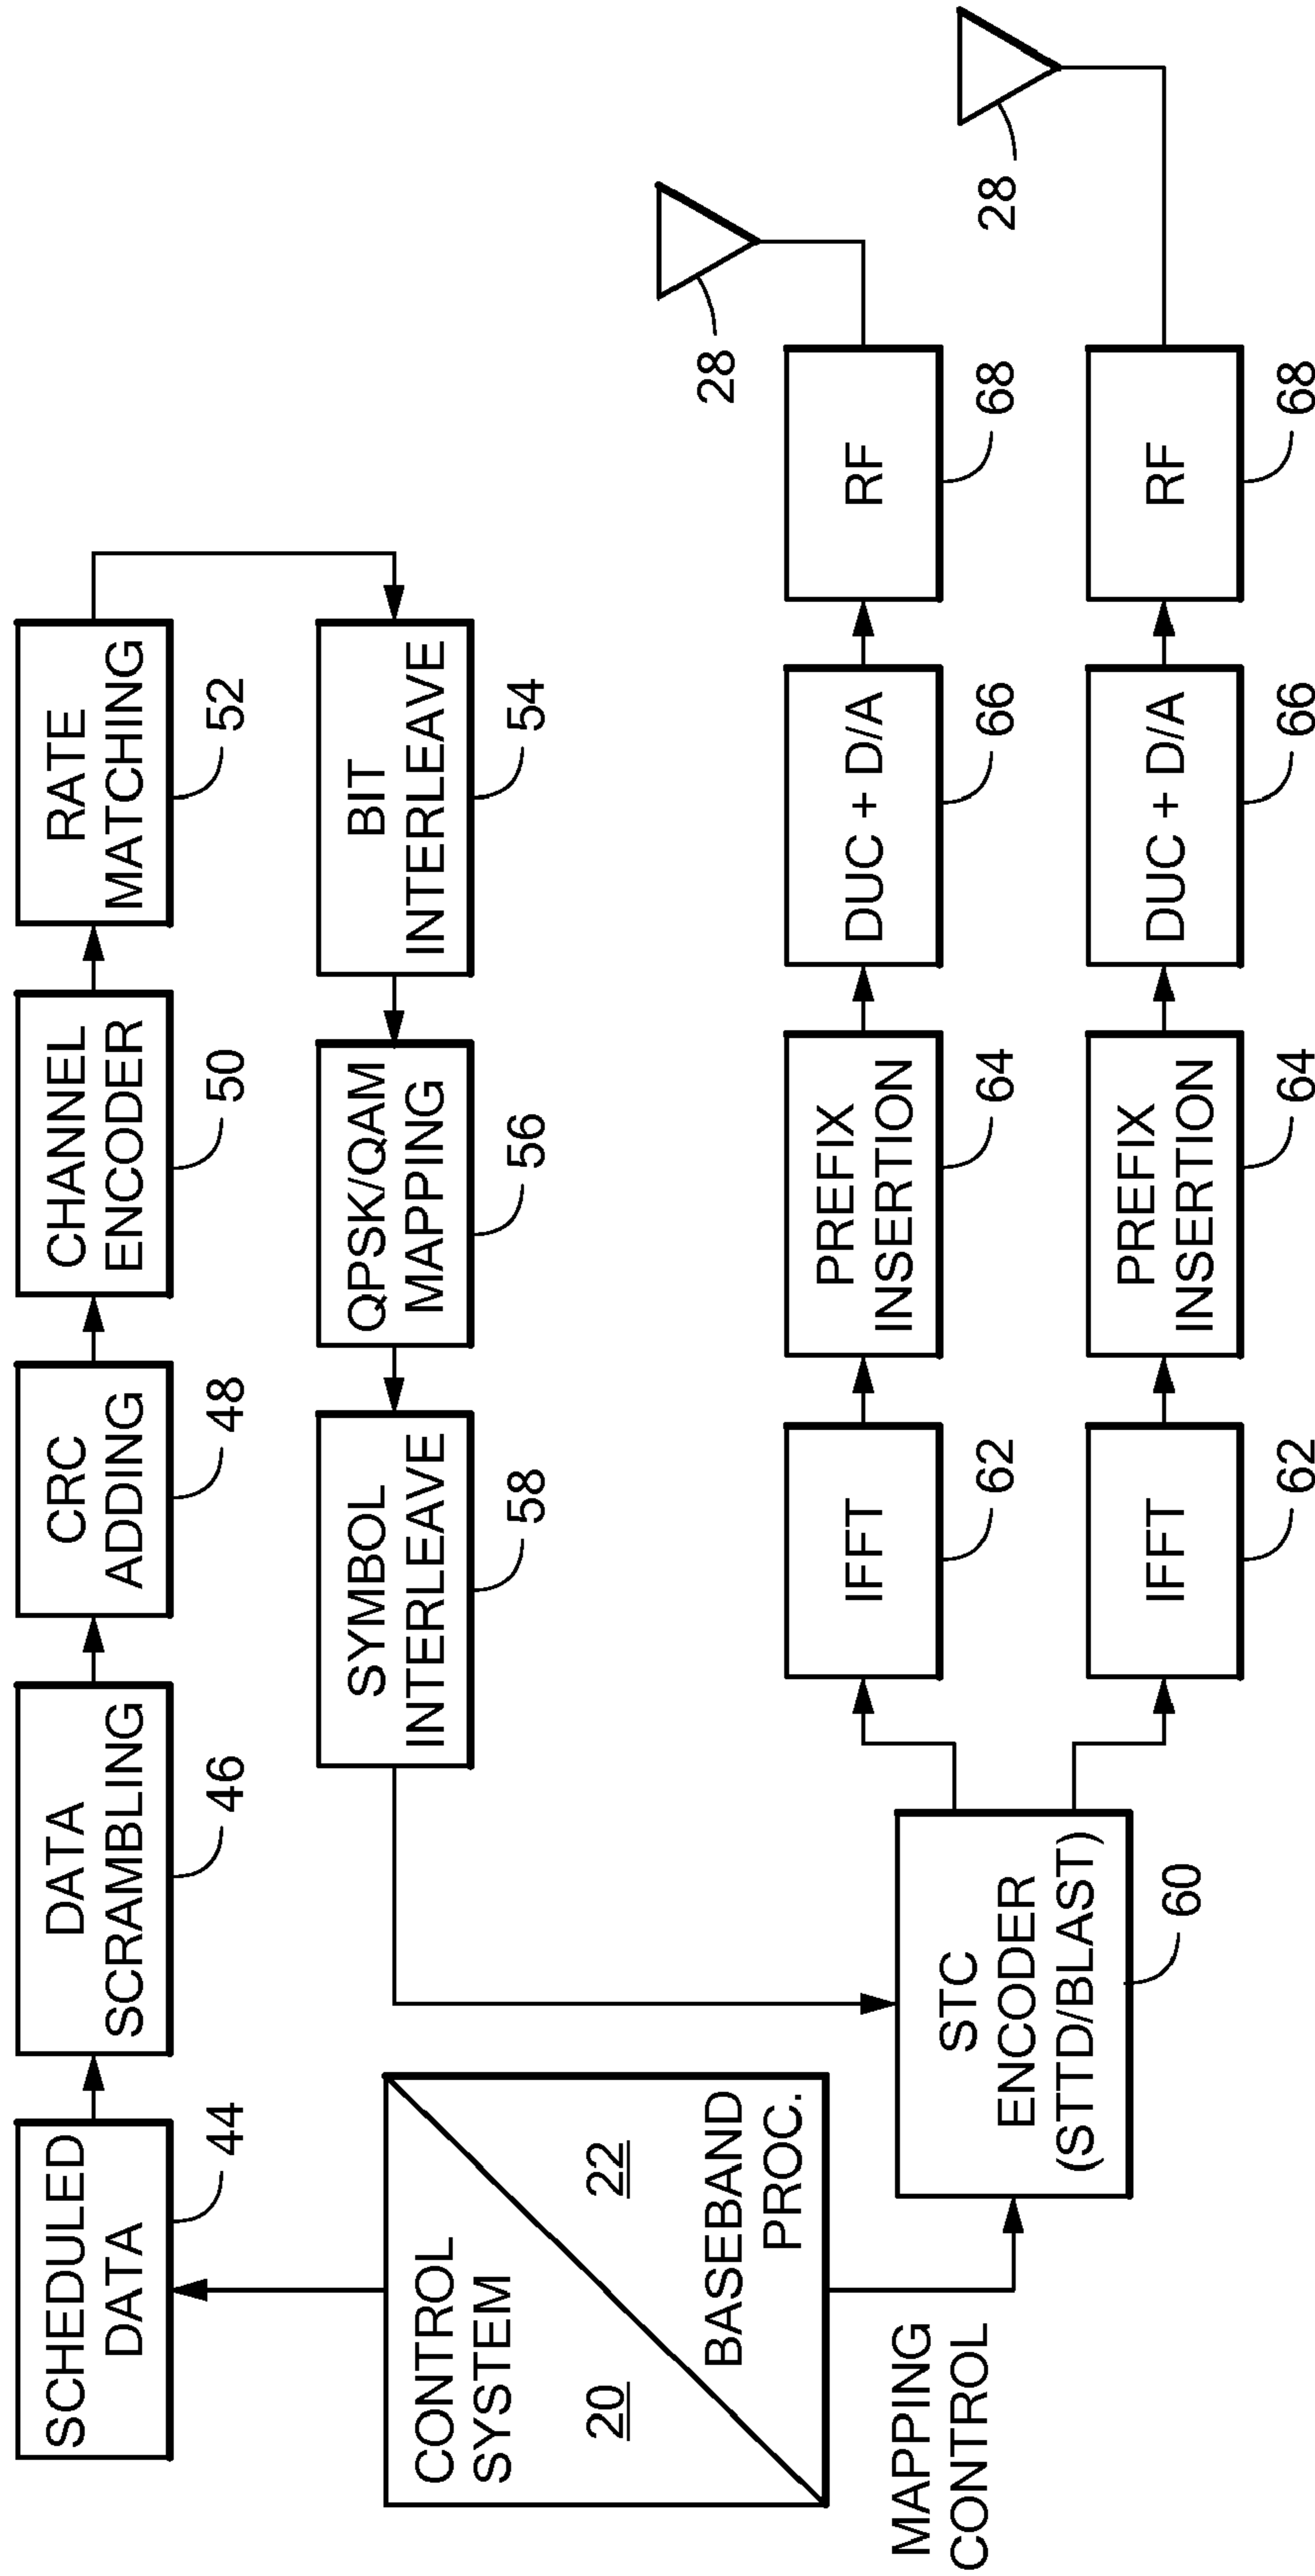 SCHEDULED
DATA
44
DATA
SCRAMBLING
46
CRC
ADDING
48
CHANNEL
ENCODER
50
RATE
MATCHING
52
BIT
INTERLEAVE
54
QPSK/QAM
MAPPING
56
SYMBOL
INTERLEAVE
58
CONTROL
SYSTEM
20
22
BASEBAND
PROC.
MAPPING
CONTROL
STC
ENCODER
(STTD/BLAST)
60
IFFT
62
PREFIX
INSERTION
64
DUC + D/A
66
RF
68
28
IFFT
62
PREFIX
INSERTION
64
DUC + D/A
66
RF
68
28